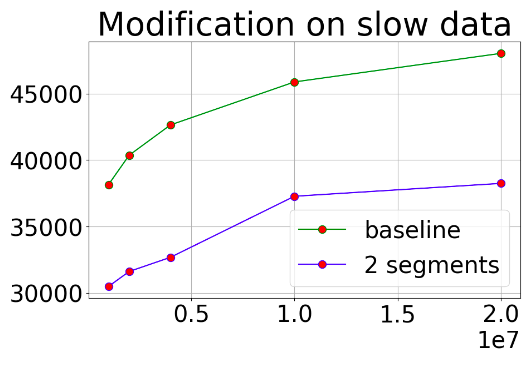 Modification on slow data
45000
40000
35000
30000
baseline
2 segments
0.5 1.0 1.5 2.0
1e7